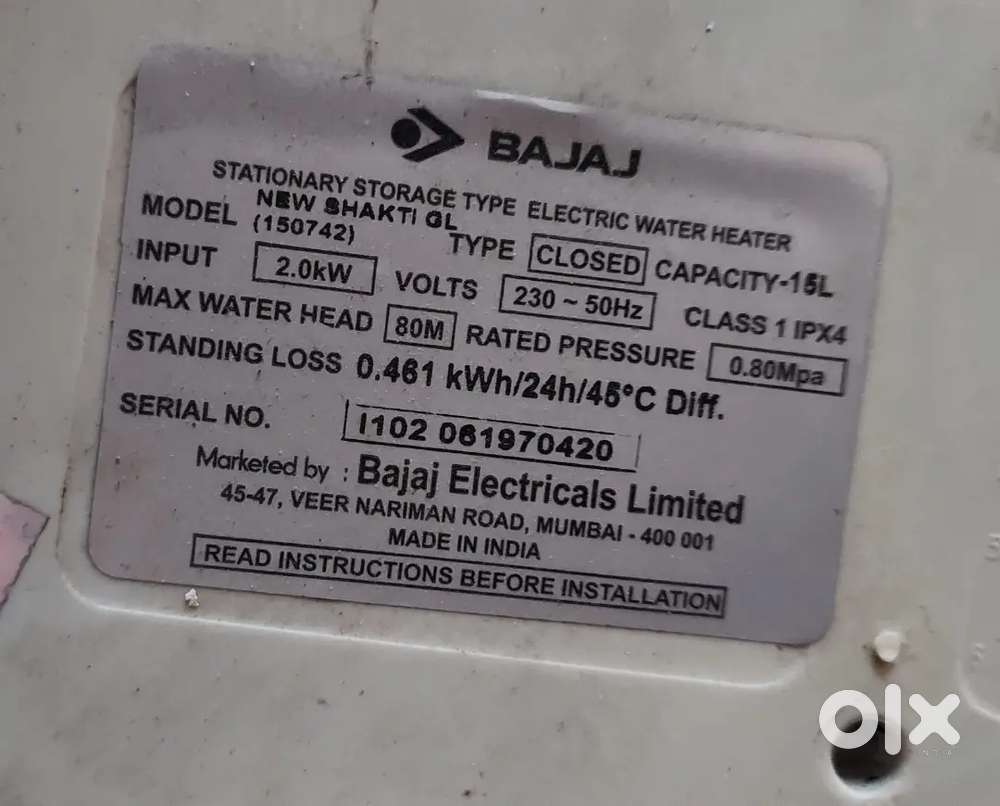 BAJAJ
STATIONARY STORAGE TYPE ELECTRIC WATER HEATER
MODEL NEW SHAKTI GL (150742) TYPE CLOSED CAPACITY-15L
INPUT 2.0kW VOLTS 230 ~ 50Hz CLASS 1 IPX4
MAX WATER HEAD 80M RATED PRESSURE 0.80Mpa
STANDING LOSS 0.461 kWh/24h/45°C Diff.
SERIAL NO. I102 061970420
Marketed by : Bajaj Electricals Limited
45-47, VEER NARIMAN ROAD, MUMBAI - 400 001
MADE IN INDIA
READ INSTRUCTIONS BEFORE INSTALLATION
olx